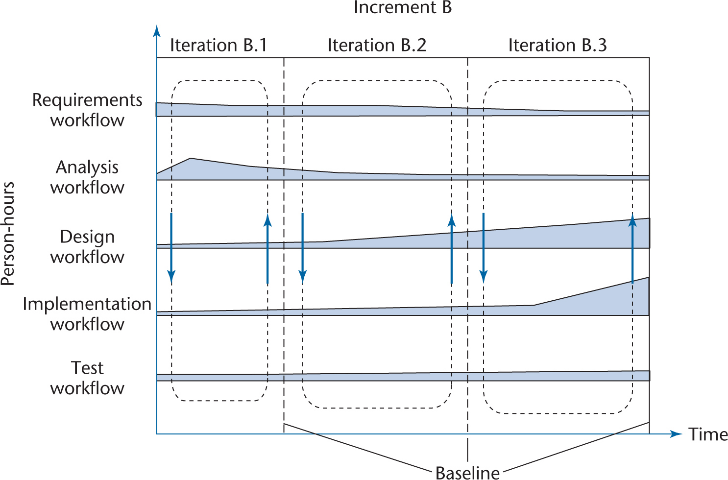 Increment B
Iteration B.1
Iteration B.2
Iteration B.3
Requirements
workflow
Analysis
workflow
Design
workflow
Implementation
workflow
Test
workflow
Person-hours
Time
Baseline